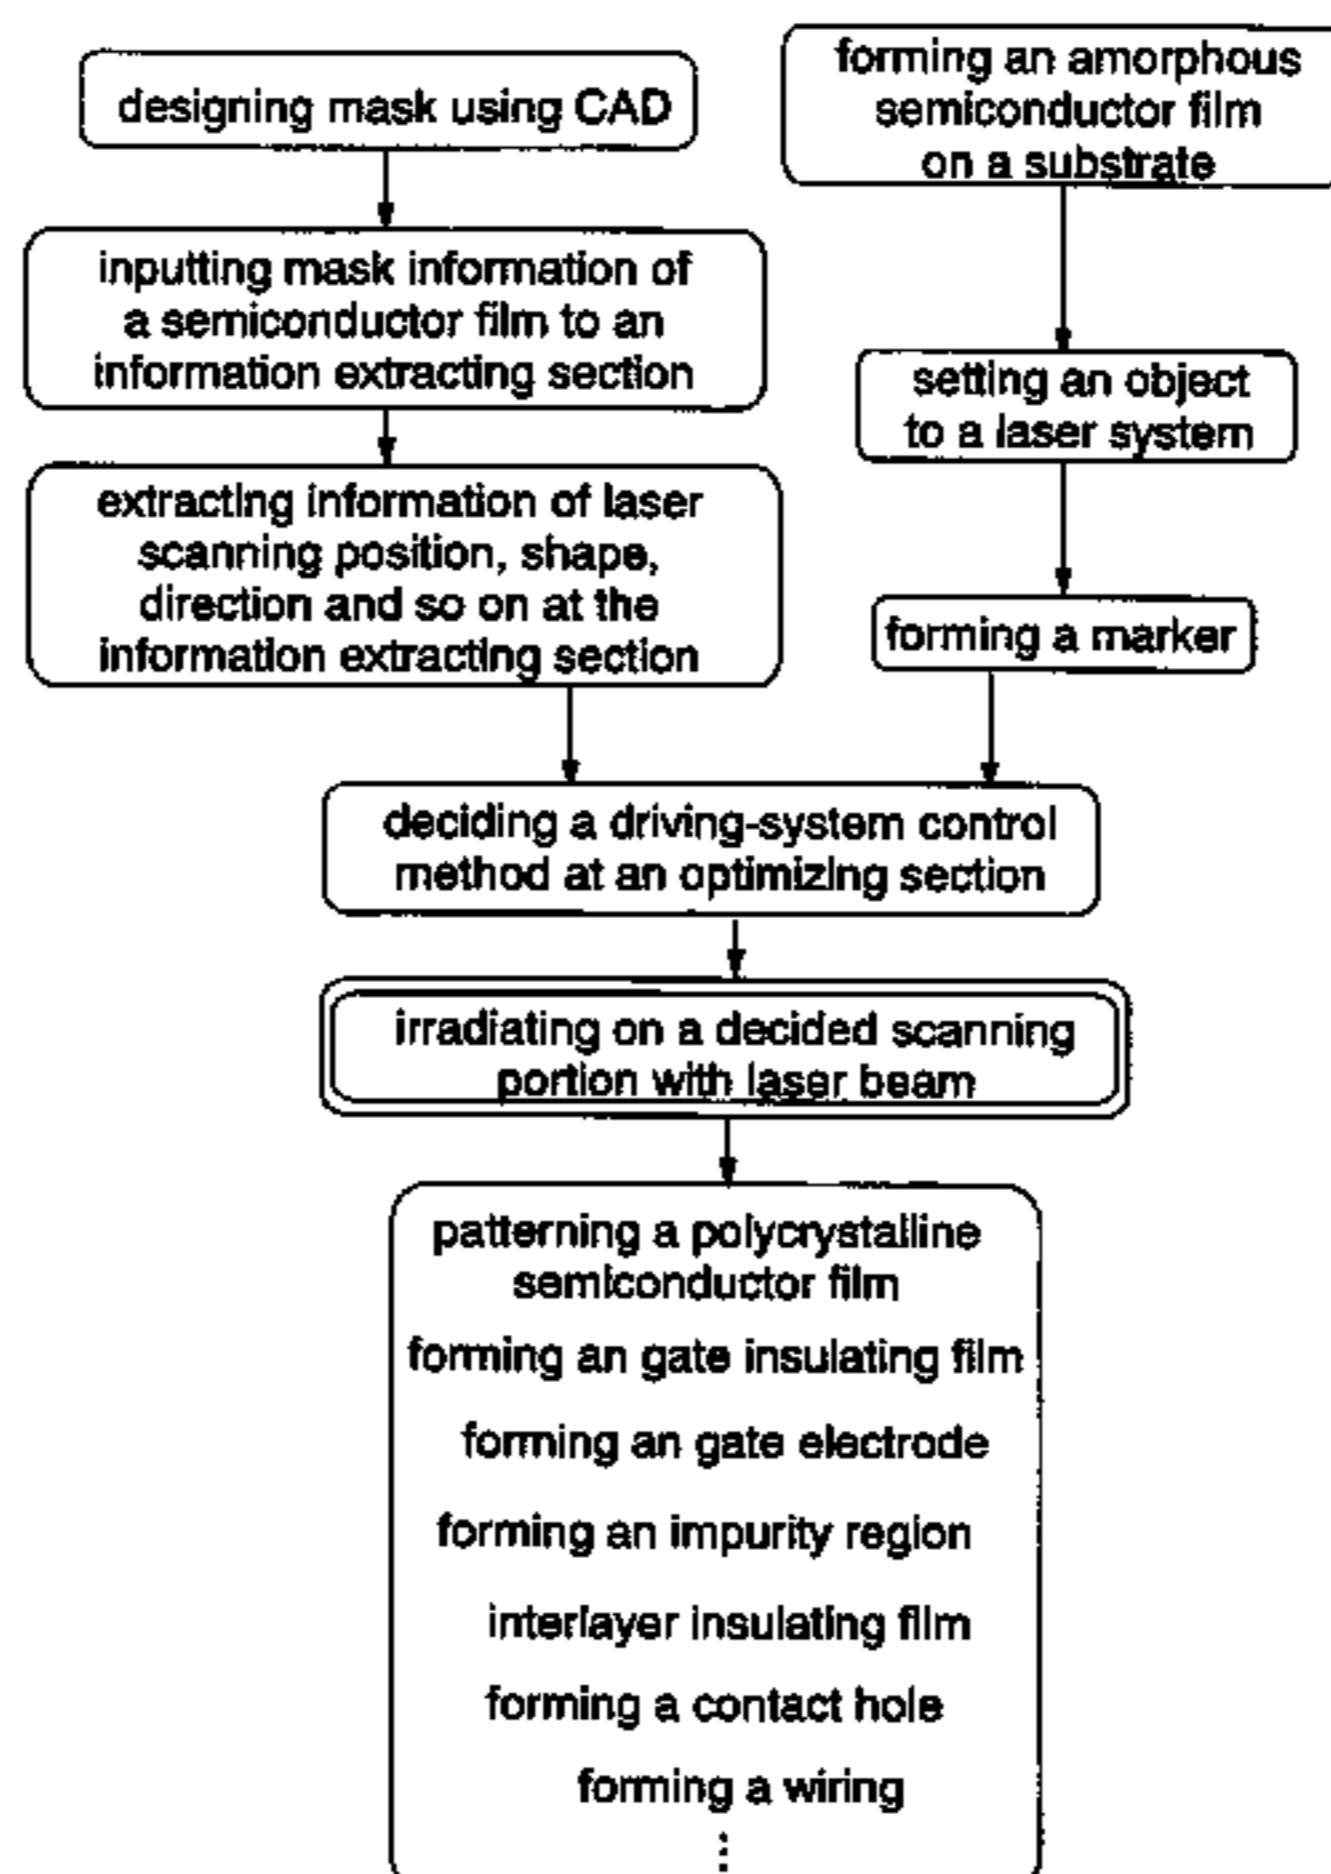 designing mask using CAD
inputting mask information of
a semiconductor film to an
information extracting section
extracting information of laser
scanning position, shape,
direction and so on at the
information extracting section
forming an amorphous
semiconductor film
on a substrate
setting an object
to a laser system
forming a marker
deciding a driving-system control
method at an optimizing section
irradiating on a decided scanning
portion with laser beam
patterning a polycrystalline
semiconductor film
forming an gate insulating film
forming an gate electrode
forming an impurity region
interlayer insulating film
forming a contact hole
forming a wiring
⋮